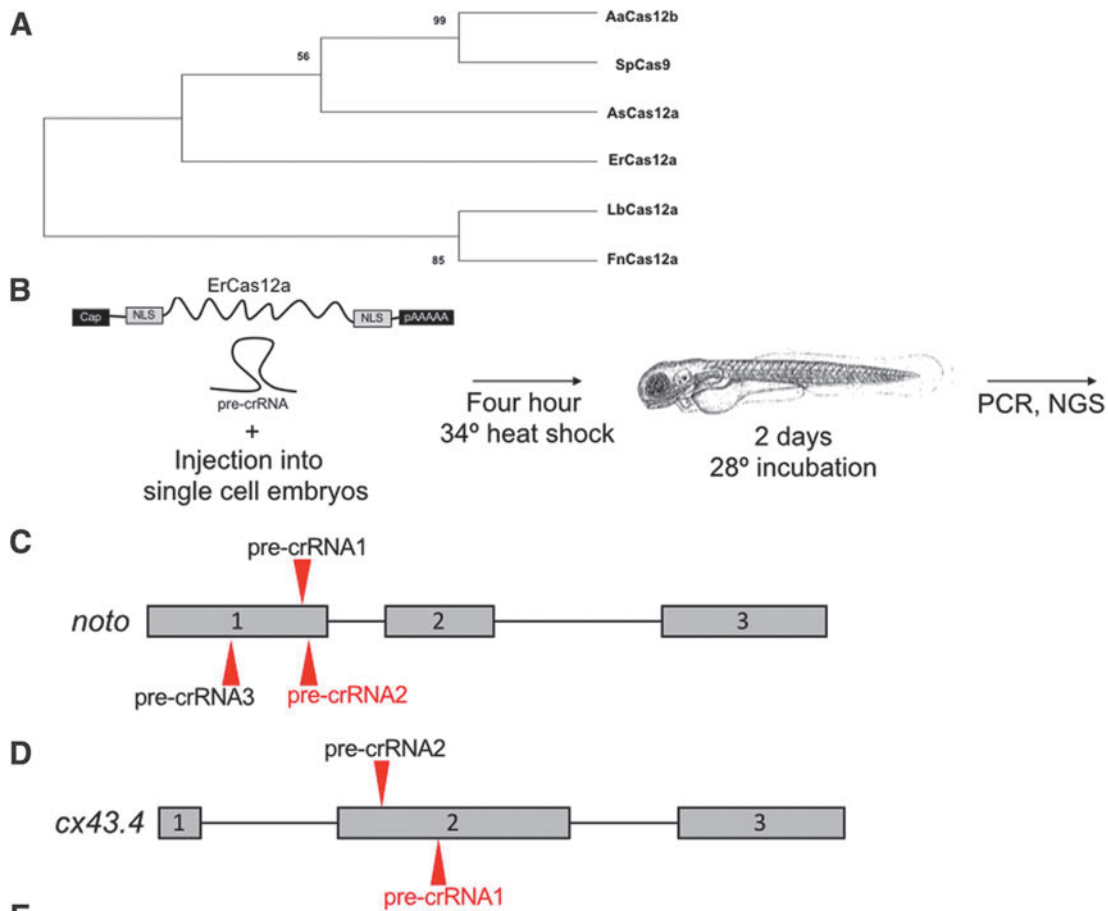 A
99
AaCas12b
56
SpCas9
AsCas12a
ErCas12a
LbCas12a
85
FnCas12a
B
ErCas12a
Cap
NLS
NLS
pAAAAA
pre-crRNA
+
Injection into
single cell embryos
Four hour
34º heat shock
2 days
28º incubation
PCR, NGS
C
pre-crRNA1
noto
1
2
3
pre-crRNA3
pre-crRNA2
D
pre-crRNA2
cx43.4
1
2
3
pre-crRNA1